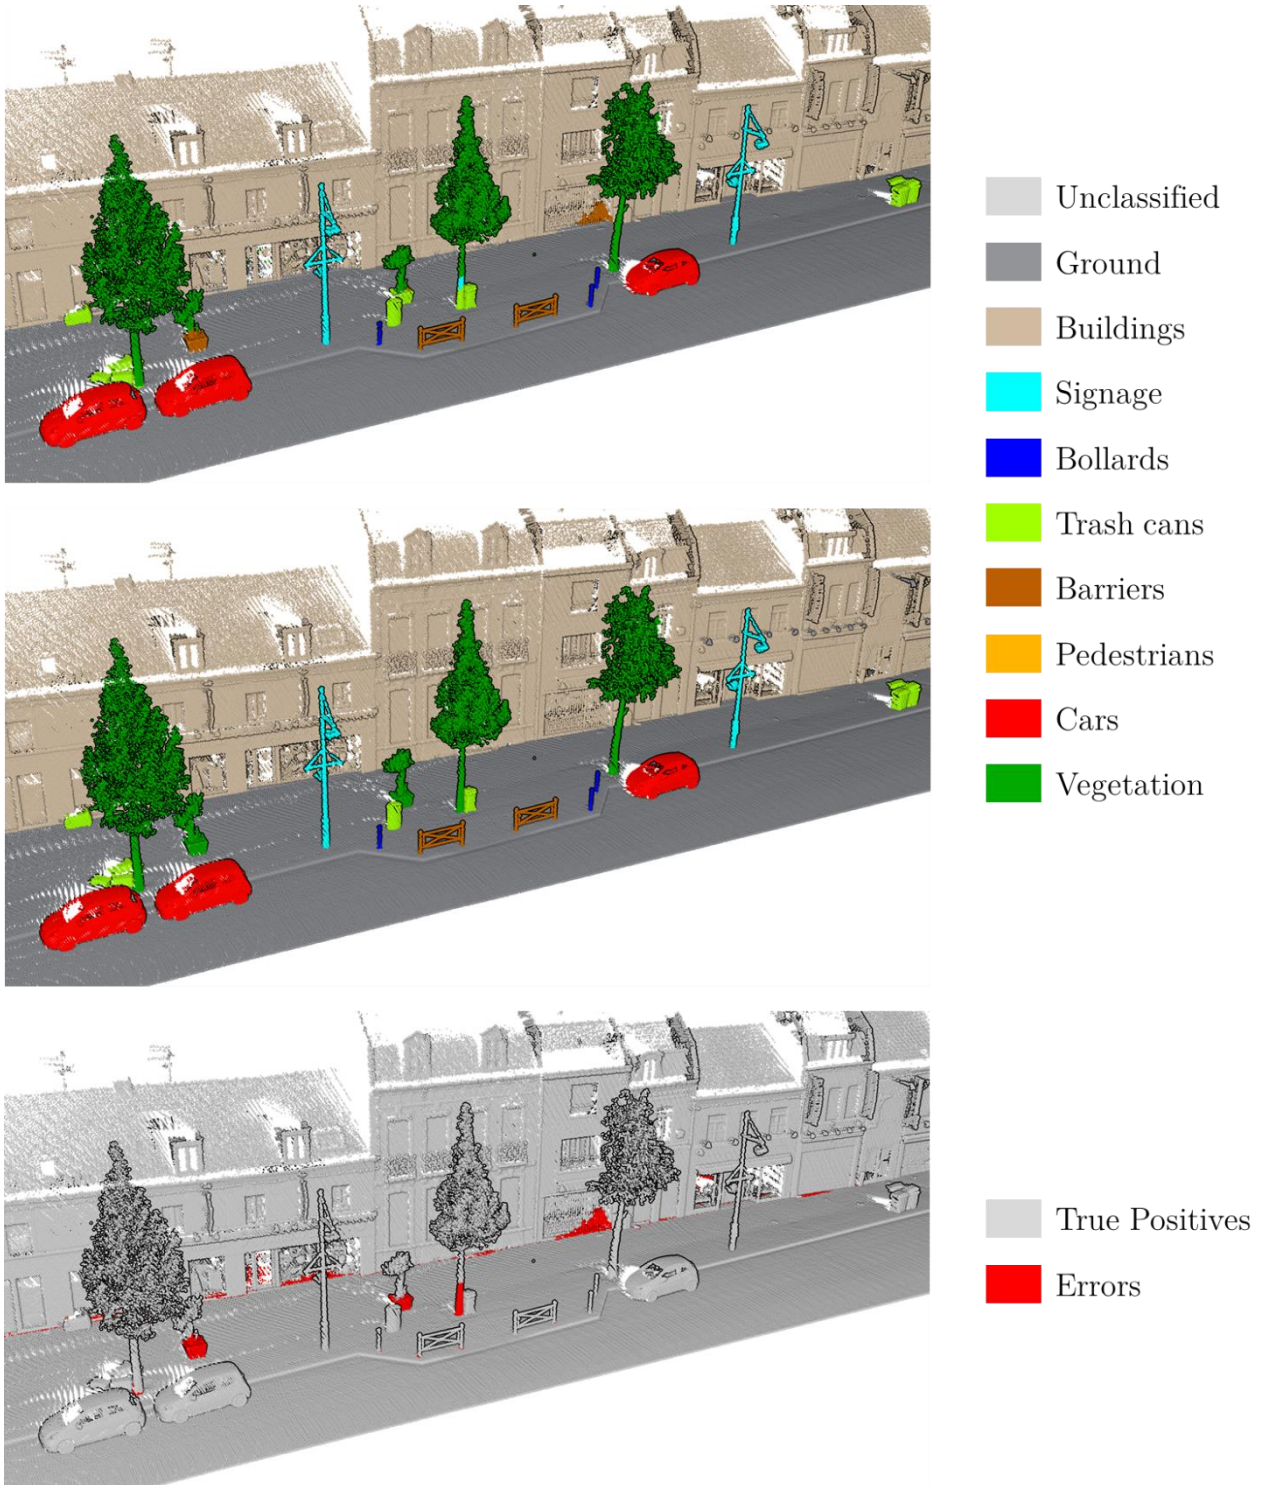 Unclassified
Ground
Buildings
Signage
Bollards
Trash cans
Barriers
Pedestrians
Cars
Vegetation
True Positives
Errors